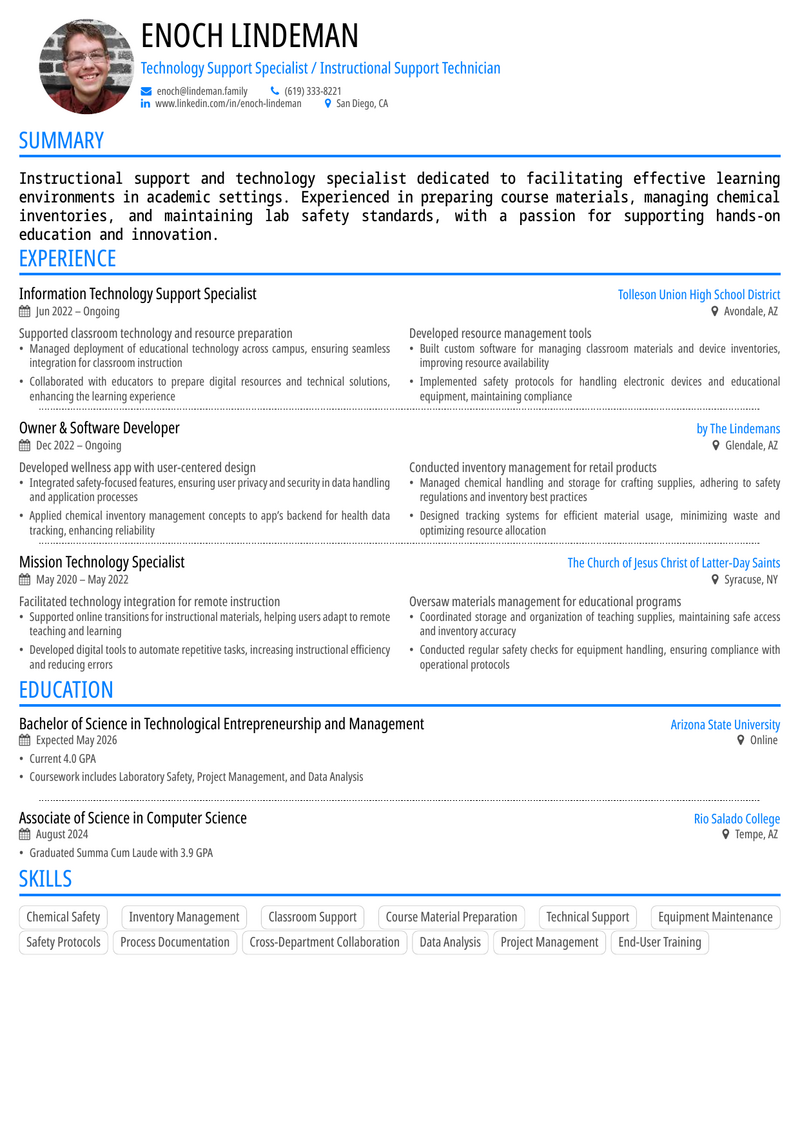 ENOCH LINDEMAN
Technology Support Specialist / Instructional Support Technician
enoch@lindeman.family (619) 333-8221
www.linkedin.com/in/enoch-lindeman San Diego, CA
SUMMARY
Instructional support and technology specialist dedicated to facilitating effective learning
environments in academic settings. Experienced in preparing course materials, managing chemical
inventories, and maintaining lab safety standards, with a passion for supporting hands-on
education and innovation.
EXPERIENCE
Information Technology Support Specialist Tolleson Union High School District
Jun 2022 – Ongoing Avondale, AZ
Supported classroom technology and resource preparation
• Managed deployment of educational technology across campus, ensuring seamless
integration for classroom instruction
• Collaborated with educators to prepare digital resources and technical solutions,
enhancing the learning experience
Developed resource management tools
• Built custom software for managing classroom materials and device inventories,
improving resource availability
• Implemented safety protocols for handling electronic devices and educational
equipment, maintaining compliance
Owner & Software Developer by The Lindemans
Dec 2022 – Ongoing Glendale, AZ
Developed wellness app with user-centered design
• Integrated safety-focused features, ensuring user privacy and security in data handling
and application processes
• Applied chemical inventory management concepts to app's backend for health data
tracking, enhancing reliability
Conducted inventory management for retail products
• Managed chemical handling and storage for crafting supplies, adhering to safety
regulations and inventory best practices
• Designed tracking systems for efficient material usage, minimizing waste and
optimizing resource allocation
Mission Technology Specialist The Church of Jesus Christ of Latter-Day Saints
May 2020 – May 2022 Syracuse, NY
Facilitated technology integration for remote instruction
• Supported online transitions for instructional materials, helping users adapt to remote
teaching and learning
• Developed digital tools to automate repetitive tasks, increasing instructional efficiency
and reducing errors
Oversaw materials management for educational programs
• Coordinated storage and organization of teaching supplies, maintaining safe access
and inventory accuracy
• Conducted regular safety checks for equipment handling, ensuring compliance with
operational protocols
EDUCATION
Bachelor of Science in Technological Entrepreneurship and Management Arizona State University
Expected May 2026 Online
• Current 4.0 GPA
• Coursework includes Laboratory Safety, Project Management, and Data Analysis
Associate of Science in Computer Science Rio Salado College
August 2024 Tempe, AZ
• Graduated Summa Cum Laude with 3.9 GPA
SKILLS
Chemical Safety Inventory Management Classroom Support Course Material Preparation Technical Support Equipment Maintenance
Safety Protocols Process Documentation Cross-Department Collaboration Data Analysis Project Management End-User Training